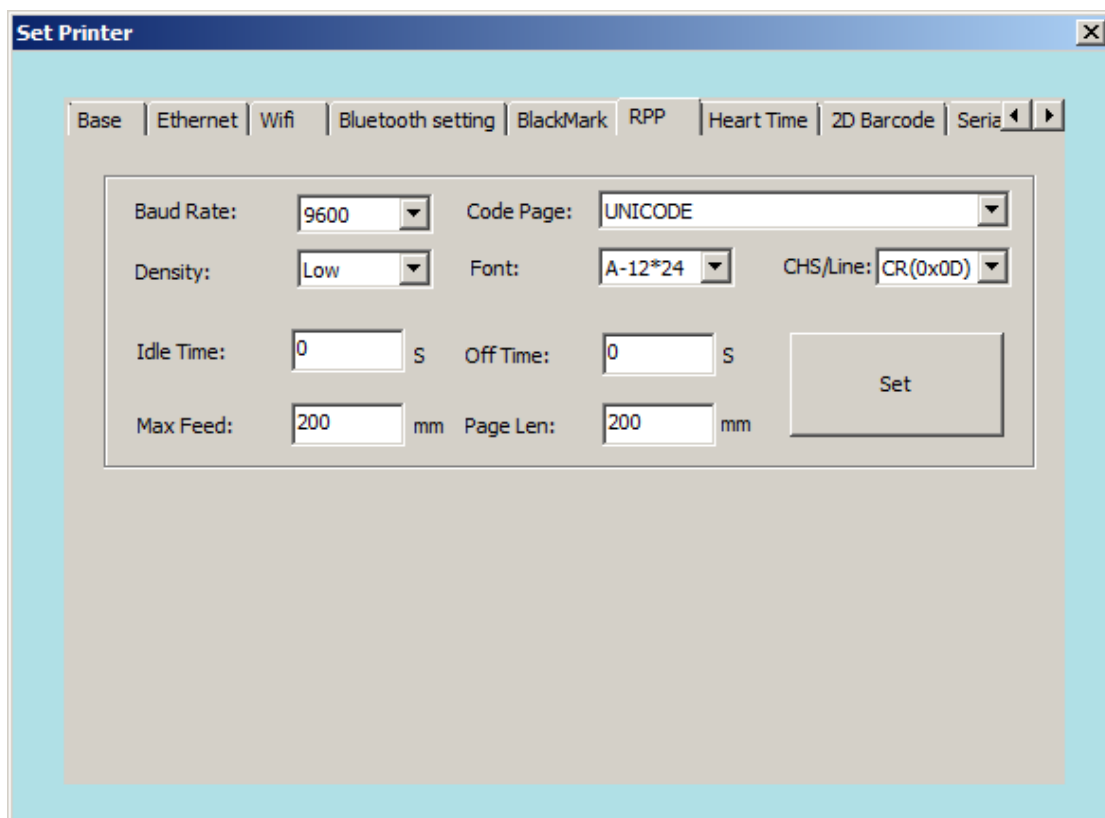 Set Printer
Base Ethernet Wifi Bluetooth setting BlackMark RPP Heart Time 2D Barcode Seria
Baud Rate: 9600 Code Page: UNICODE
Density: Low Font: A-12*24 CHS/Line: CR(0x0D)
Idle Time: 0 S Off Time: 0 S Set
Max Feed: 200 mm Page Len: 200 mm